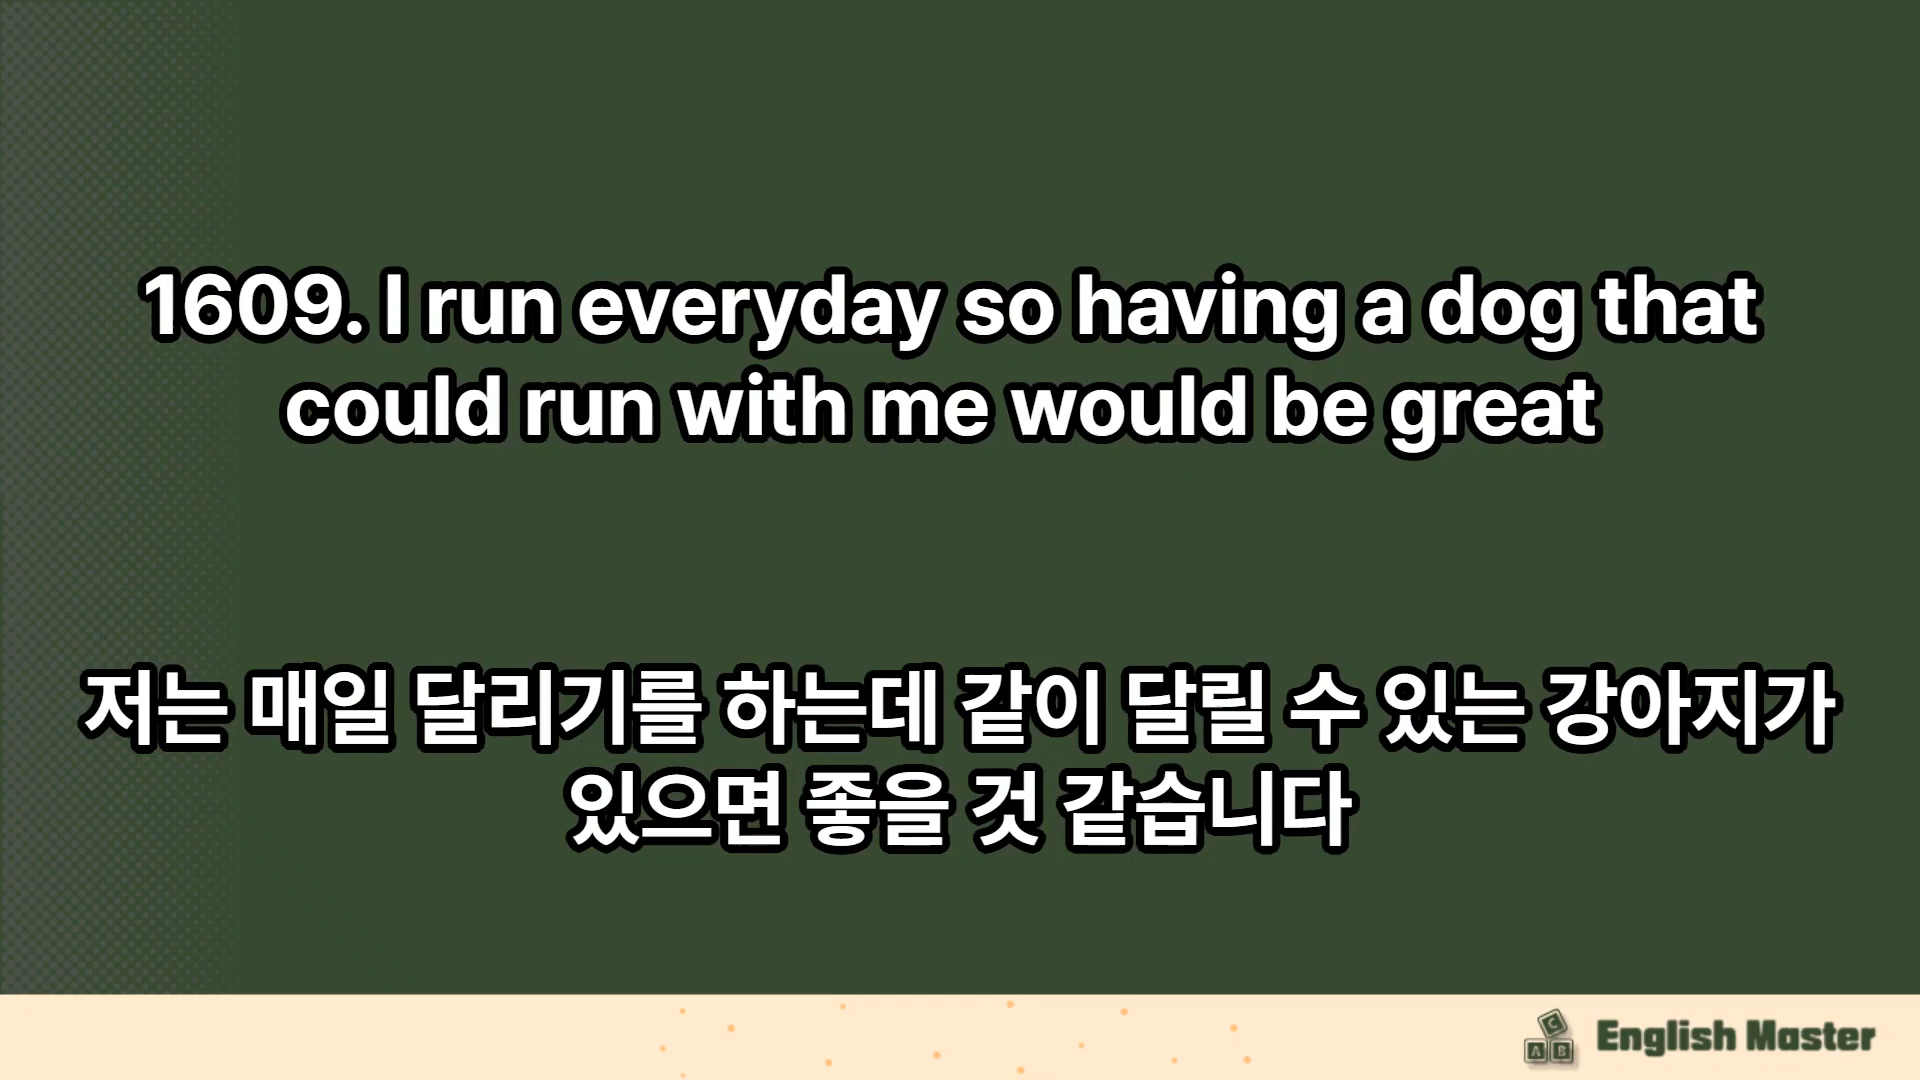 1609. I run everyday so having a dog that
could run with me would be great
저는 매일 달리기를 하는데 같이 달릴 수 있는 강아지가
있으면 좋을 것 같습니다
C
A B
English Master